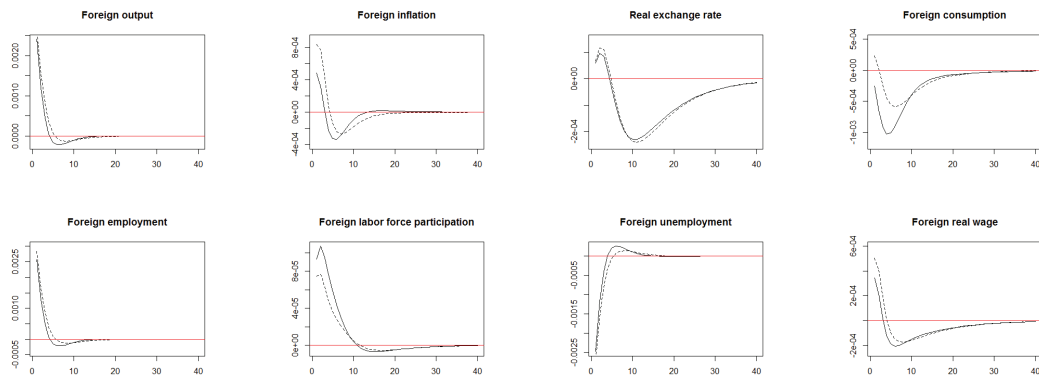 Foreign output
0.0020
0.0010
0.0000
0 10 20 30 40
Foreign inflation
8e-04
4e-04
0e+00
-4e-04
0 10 20 30 40
Real exchange rate
0e+00
-2e-04
0 10 20 30 40
Foreign consumption
5e-04
0e+00
-5e-04
-1e-03
0 10 20 30 40
Foreign employment
0.0025
0.0010
-0.0005
0 10 20 30 40
Foreign labor force participation
8e-05
4e-05
0e+00
0 10 20 30 40
Foreign unemployment
-0.0005
-0.0015
-0.0025
0 10 20 30 40
Foreign real wage
6e-04
2e-04
-2e-04
0 10 20 30 40